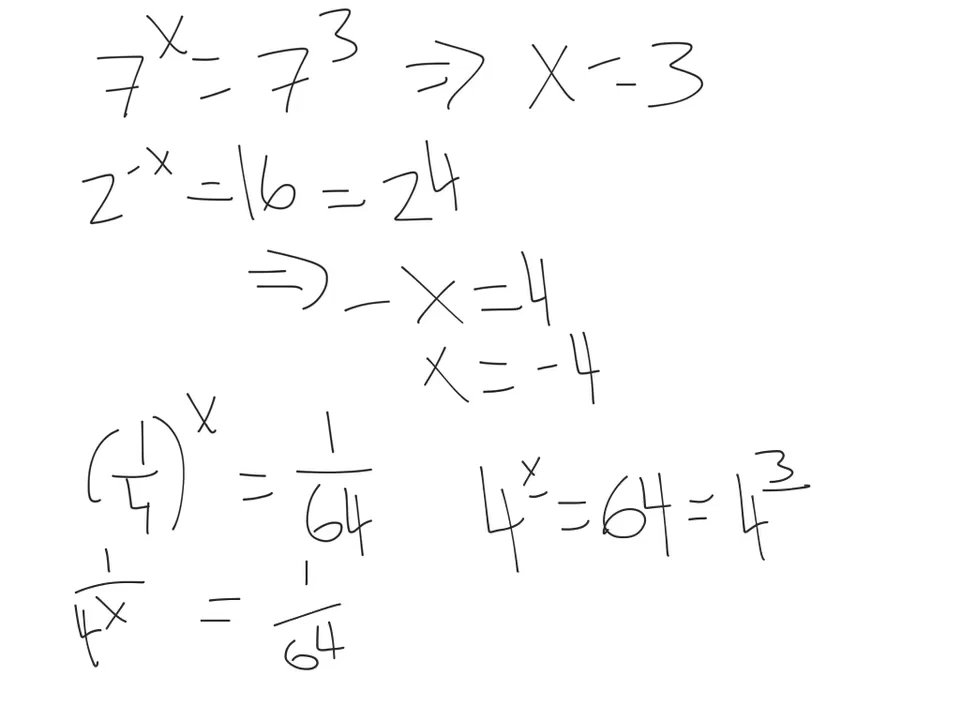 7^x = 7^3 ⇒ x = 3
2^-x = 16 = 2^4
⇒ -x = 4
x = -4
(1/4)^x = 1/64
4^x = 64 = 4^3
1/4^x = 1/64